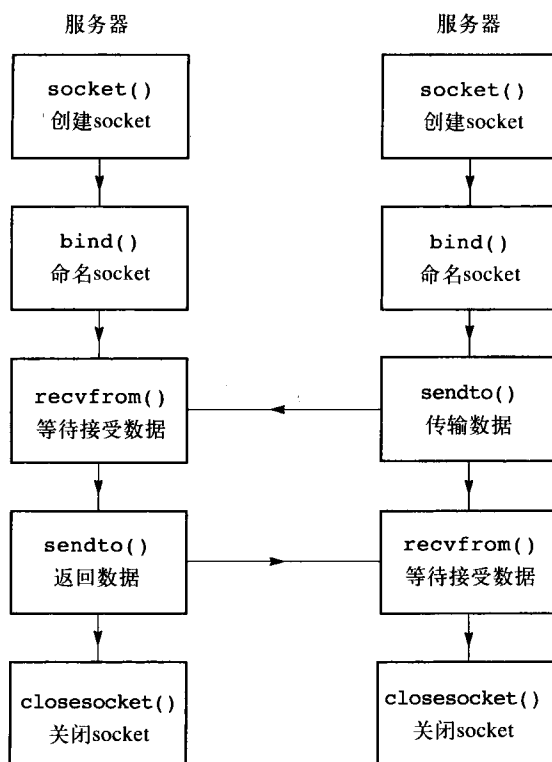 服务器
socket()
创建socket
bind()
命名socket
recvfrom()
等待接受数据
sendto()
返回数据
closesocket()
关闭socket
服务器
socket()
创建socket
bind()
命名socket
sendto()
传输数据
recvfrom()
等待接受数据
closesocket()
关闭socket